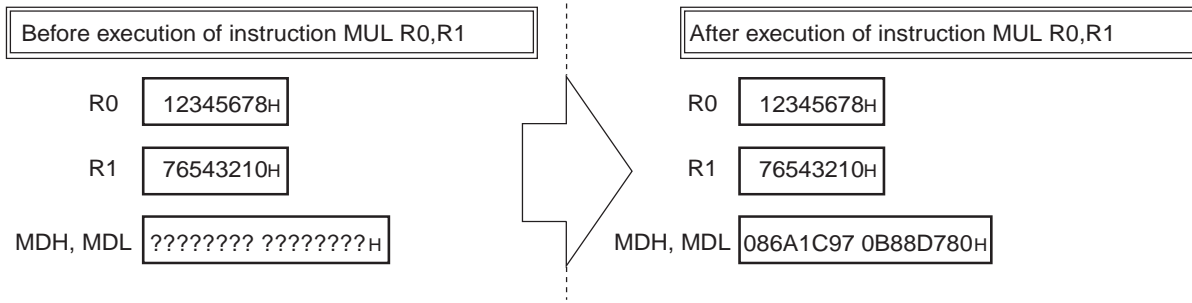 Before execution of instruction MUL R0,R1
R0 12345678H
R1 76543210H
MDH, MDL ???????? ????????H
After execution of instruction MUL R0,R1
R0 12345678H
R1 76543210H
MDH, MDL 086A1C97 0B88D780H